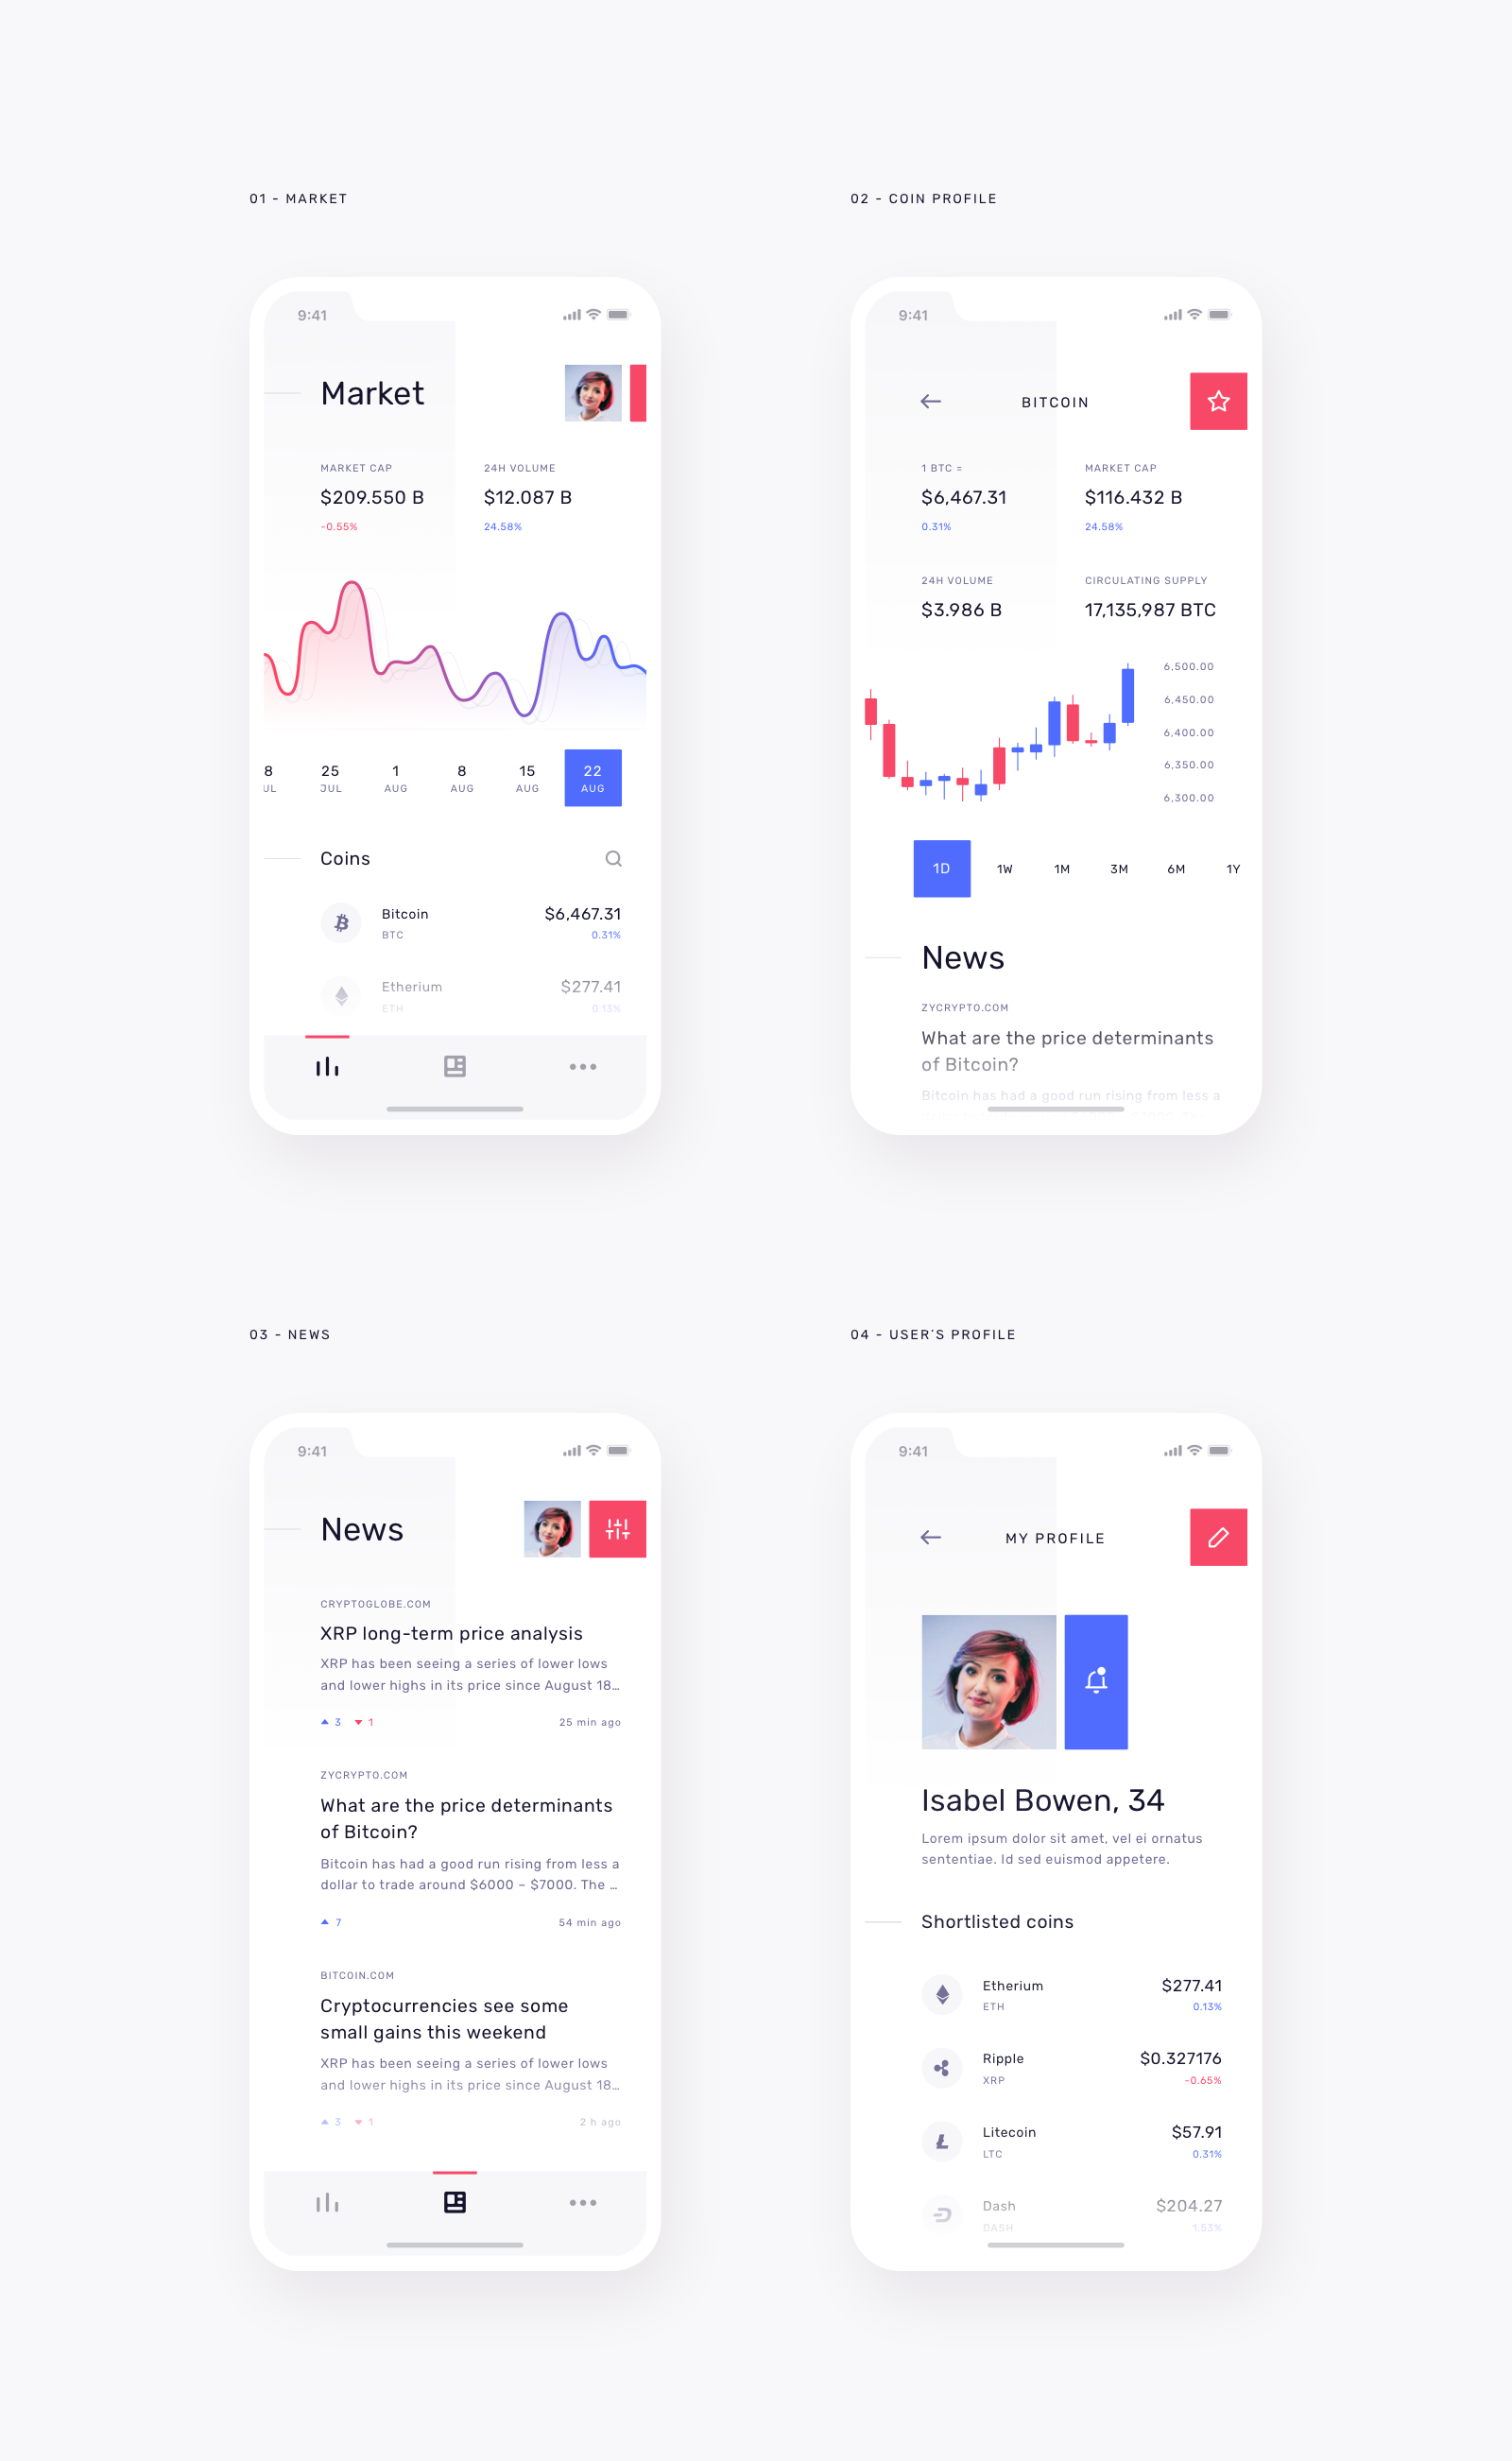 01 - MARKET
9:41
Market
MARKET CAP
$209.550 B
-0.55%
24H VOLUME
$12.087 B
24.58%
8
UL
25
JUL
1
AUG
8
AUG
15
AUG
22
AUG
Coins
Bitcoin
BTC
$6,467.31
0.31%
Etherium
ETH
$277.41
0.13%
02 - COIN PROFILE
9:41
BITCOIN
1 BTC =
$6,467.31
0.31%
MARKET CAP
$116.432 B
24.58%
24H VOLUME
$3.986 B
CIRCULATING SUPPLY
17,135,987 BTC
6,500.00
6,450.00
6,400.00
6,350.00
6,300.00
1D
1W
1M
3M
6M
1Y
News
ZYCRYPTO.COM
What are the price determinants
of Bitcoin?
Bitcoin has had a good run rising from less a
03 - NEWS
9:41
News
CRYPTOGLOBE.COM
XRP long-term price analysis
XRP has been seeing a series of lower lows
and lower highs in its price since August 18…
3 1 25 min ago
ZYCRYPTO.COM
What are the price determinants
of Bitcoin?
Bitcoin has had a good run rising from less a
dollar to trade around $6000 – $7000. The …
7 54 min ago
BITCOIN.COM
Cryptocurrencies see some
small gains this weekend
XRP has been seeing a series of lower lows
and lower highs in its price since August 18…
3 1 2 h ago
04 - USER'S PROFILE
9:41
MY PROFILE
Isabel Bowen, 34
Lorem ipsum dolor sit amet, vel ei ornatus
sententiae. Id sed euismod appetere.
Shortlisted coins
Etherium
ETH
$277.41
0.13%
Ripple
XRP
$0.327176
-0.65%
Litecoin
LTC
$57.91
0.31%
Dash
DASH
$204.27
1.53%